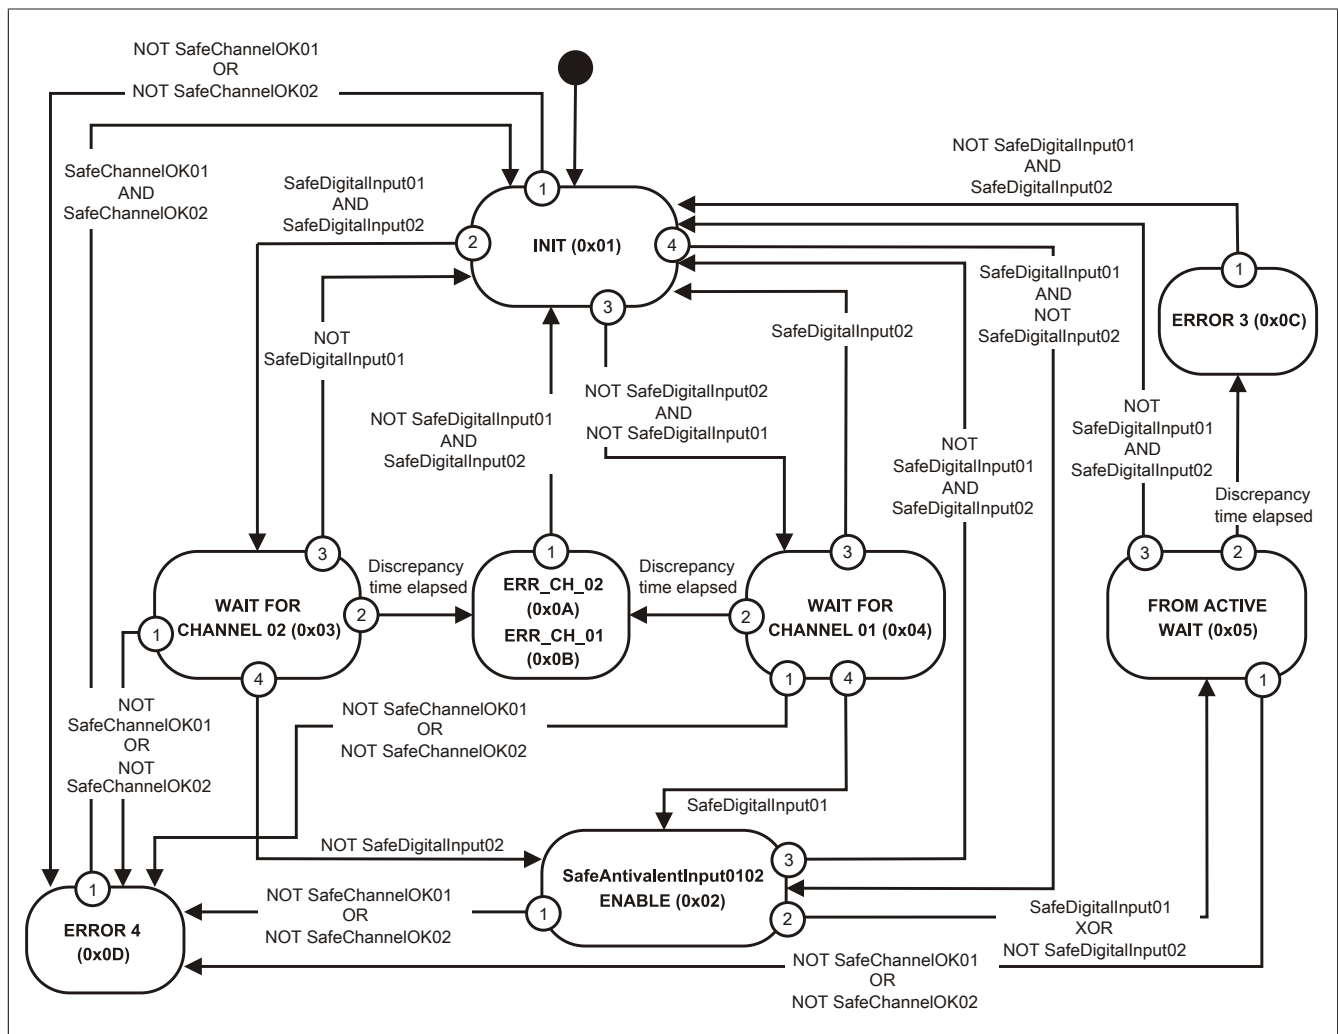 NOT SafeChannelOK01
OR
NOT SafeChannelOK02
SafeChannelOK01
AND
SafeChannelOK02
SafeDigitalInput01
AND
SafeDigitalInput02
NOT SafeDigitalInput01
AND
SafeDigitalInput02
1
2
INIT (0x01)
4
3
SafeDigitalInput01
AND
NOT
SafeDigitalInput02
1
ERROR 3 (0x0C)
NOT
SafeDigitalInput01
SafeDigitalInput02
NOT SafeDigitalInput01
AND
SafeDigitalInput02
NOT SafeDigitalInput02
AND
NOT SafeDigitalInput01
NOT
SafeDigitalInput01
AND
SafeDigitalInput02
NOT
SafeDigitalInput01
AND
SafeDigitalInput02
Discrepancy
time elapsed
3
WAIT FOR
CHANNEL 02 (0x03)
1
2
4
Discrepancy
time elapsed
1
ERR_CH_02
(0x0A)
ERR_CH_01
(0x0B)
Discrepancy
time elapsed
3
2
WAIT FOR
CHANNEL 01 (0x04)
1
4
3
2
FROM ACTIVE
WAIT (0x05)
1
NOT
SafeChannelOK01
OR
NOT
SafeChannelOK02
NOT SafeChannelOK01
OR
NOT SafeChannelOK02
SafeDigitalInput01
NOT SafeDigitalInput02
SafeAntivalentInput0102
ENABLE (0x02)
3
1
2
1
ERROR 4
(0x0D)
NOT SafeChannelOK01
OR
NOT SafeChannelOK02
SafeDigitalInput01
XOR
NOT SafeDigitalInput02
NOT SafeChannelOK01
OR
NOT SafeChannelOK02